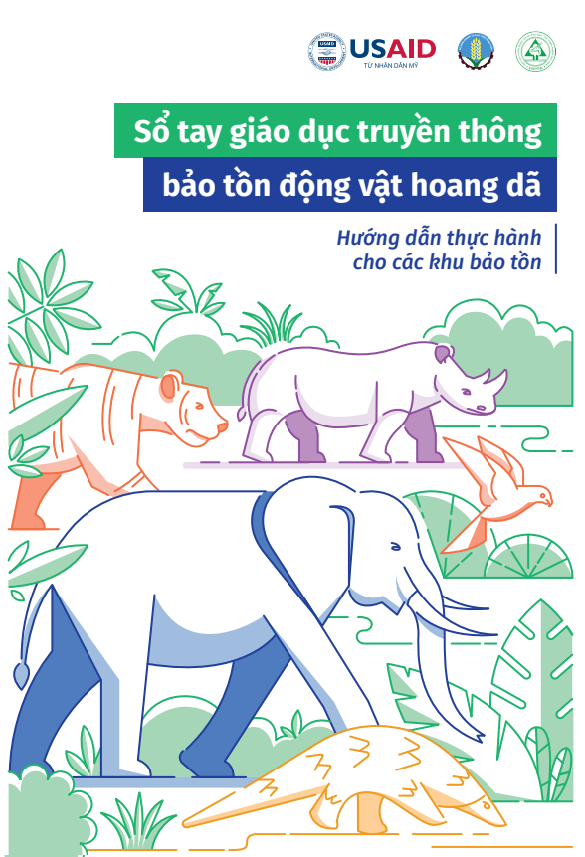 USAID
USAID
TỪ NHÂN DÂN MỸ
Sổ tay giáo dục truyền thông
bảo tồn động vật hoang dã
Hướng dẫn thực hành
cho các khu bảo tồn